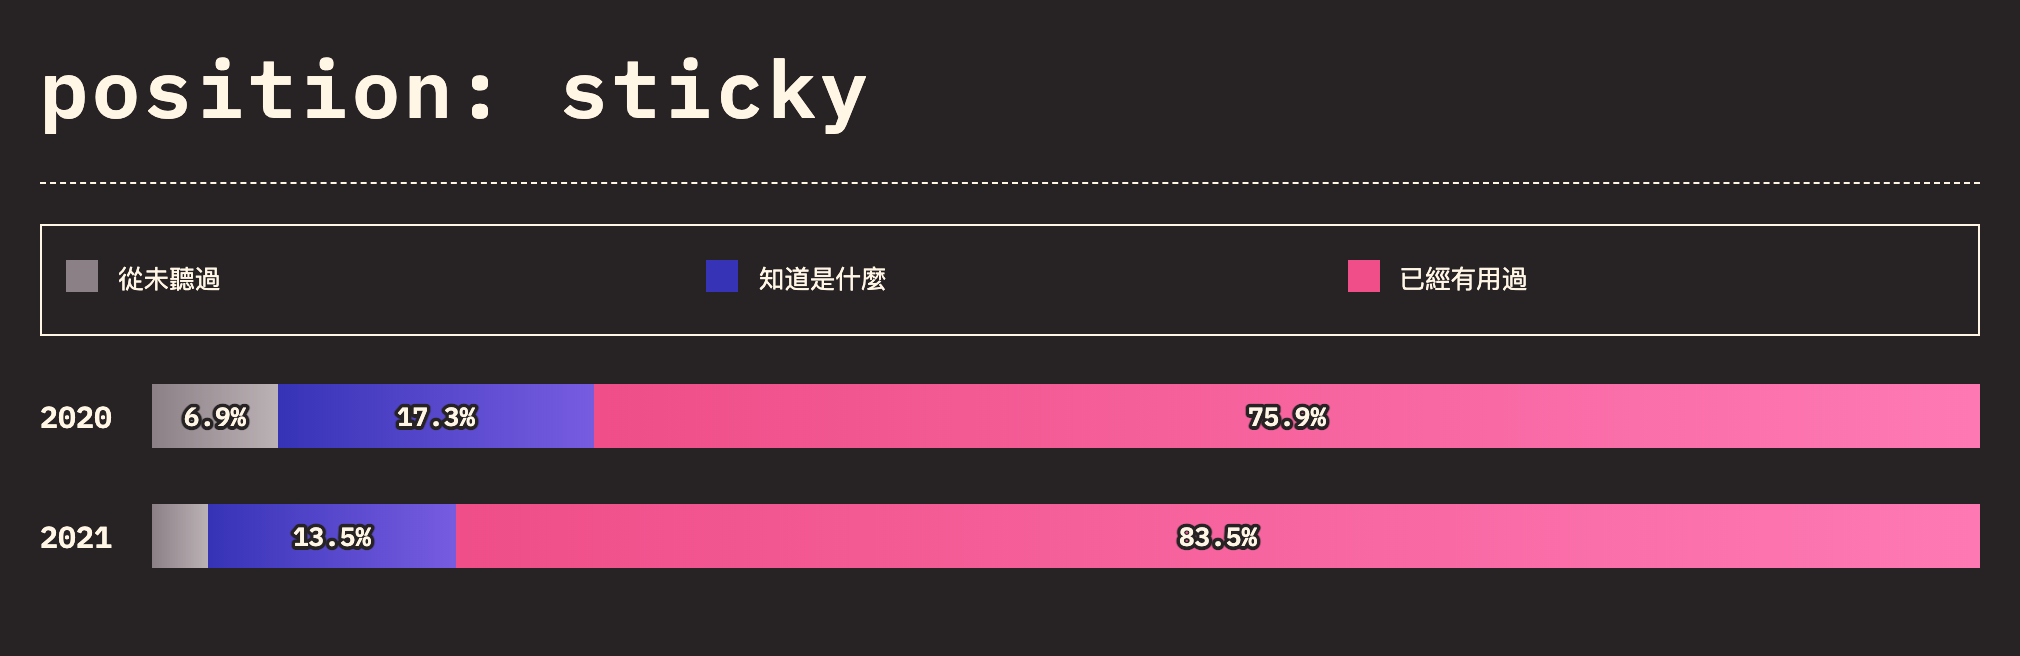 position: sticky
從未聽過 知道是什麼 已經有用過
2020 6.9% 17.3% 75.9%
2021 13.5% 83.5%